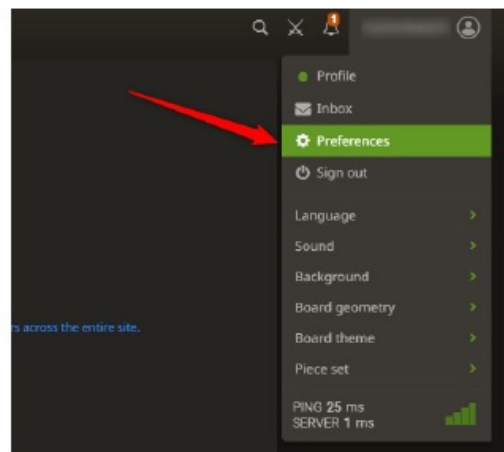 1
Profile
Inbox
Preferences
Sign out
Language
Sound
Background
Board geometry
rs across the entire site.
Board theme
Piece set
PING 25 ms
SERVER 1 ms